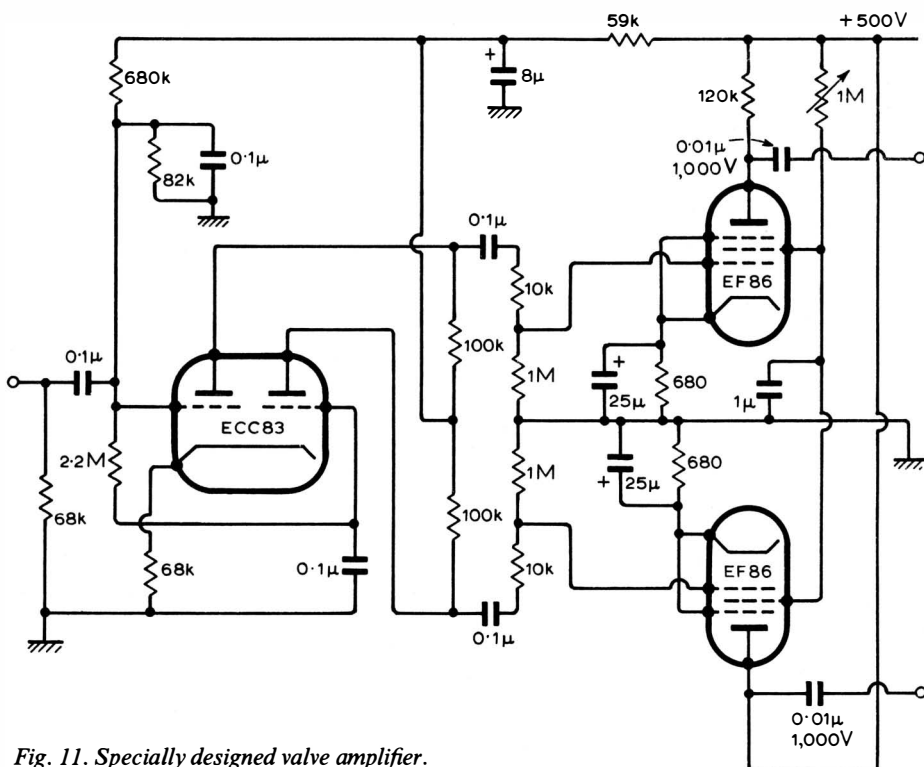 59k
+500V
680k
+
8μ
120k
1M
0·1μ
82k
0·01μ
1,000V
0·1μ
EF86
10k
0·1μ
100k
1M
+
25μ
680
1μ
ECC83
2·2M
1M
+
25μ
680
68k
100k
68k
0·1μ
10k
EF86
0·1μ
0·01μ
1,000V
Fig. 11. Specially designed valve amplifier.